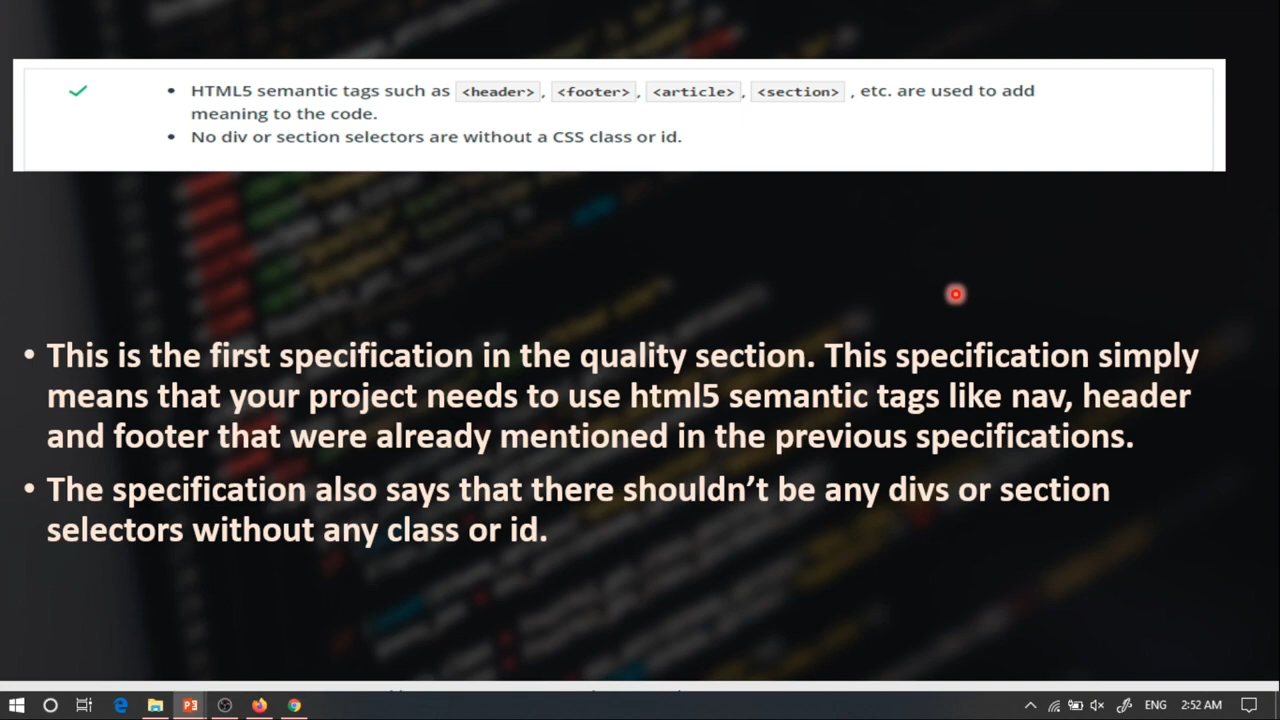 • HTML5 semantic tags such as <header>, <footer>, <article>, <section> , etc. are used to add
meaning to the code.
• No div or section selectors are without a CSS class or id.
• This is the first specification in the quality section. This specification simply
means that your project needs to use html5 semantic tags like nav, header
and footer that were already mentioned in the previous specifications.
• The specification also says that there shouldn’t be any divs or section
selectors without any class or id.
ENG 2:52 AM